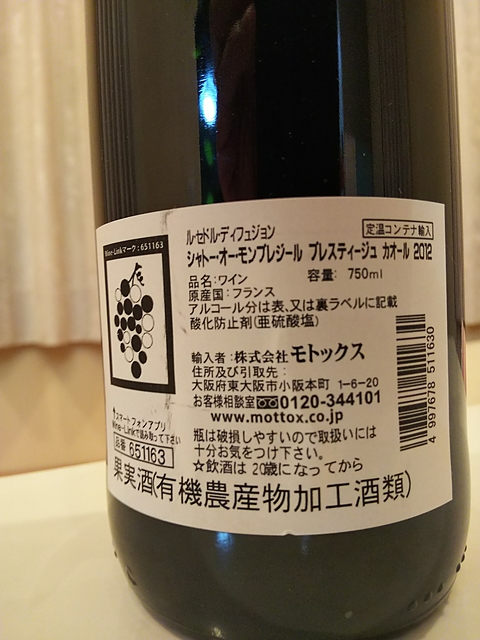 Wine-Linkマーク:651163
ル・セドル・ディフュジョン
定温コンテナ輸入
シャトー・オー・モンプレジール プレスティージュ カオール 2012
品名:ワイン 容量: 750ml
原産国:フランス
アルコール分は表、又は裏ラベルに記載
酸化防止剤(亜硫酸塩)
輸入者:株式会社モトックス
住所及び引取先:
大阪府東大阪市小阪本町 1-6-20
お客様相談室 0120-344101
www.mottox.co.jp
瓶は破損しやすいので取扱いには
十分お気をつけ下さい。
☆飲酒は 20歳になってから
果実酒(有機農産物加工酒類)
↑スマートフォンアプリ
Wine-Linkで読み取って下さい
品番 651163
4 997678 511630